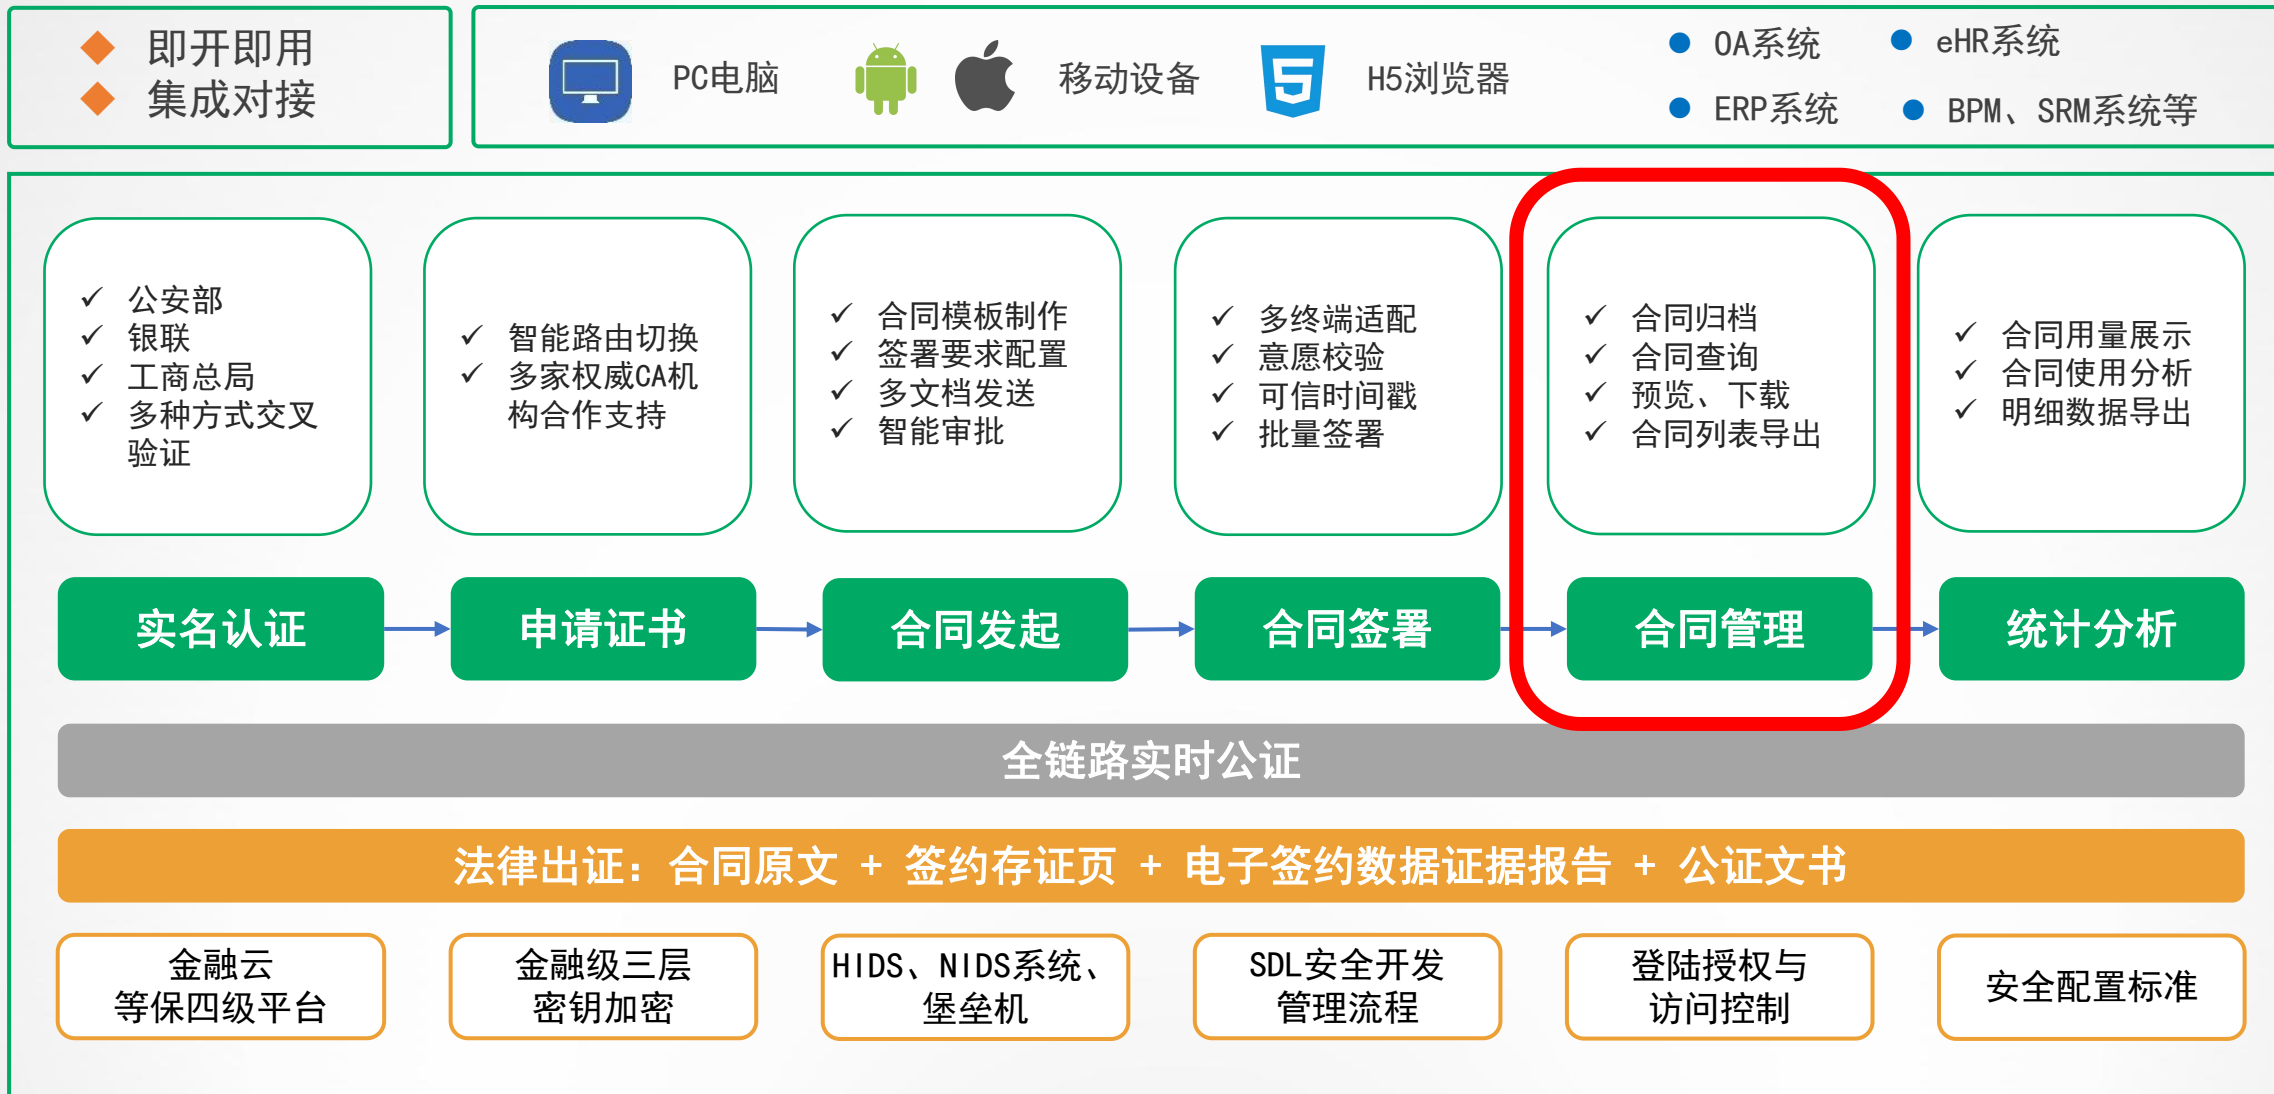 即开即用
集成对接
PC电脑
移动设备
H5浏览器
OA系统
eHR系统
ERP系统
BPM、SRM系统等
公安部
银联
工商总局
多种方式交叉
验证
智能路由切换
多家权威CA机
构合作支持
合同模板制作
签署要求配置
多文档发送
智能审批
多终端适配
意愿校验
可信时间戳
批量签署
合同归档
合同查询
预览、下载
合同列表导出
合同用量展示
合同使用分析
明细数据导出
实名认证
申请证书
合同发起
合同签署
合同管理
统计分析
全链路实时公证
法律出证：合同原文 + 签约存证页 + 电子签约数据证据报告 + 公证文书
金融云
等保四级平台
金融级三层
密钥加密
HIDS、NIDS系统、
堡垒机
SDL安全开发
管理流程
登陆授权与
访问控制
安全配置标准